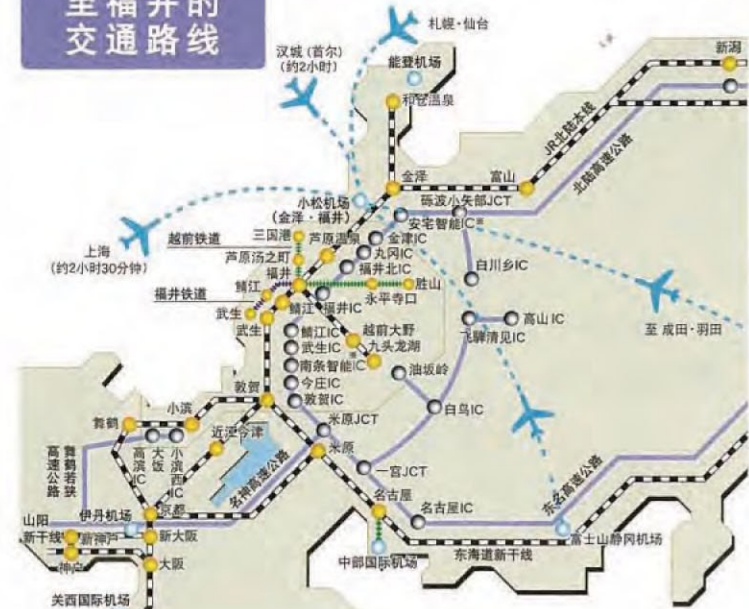 至福井的
交通路线
札幌·仙台
汉城(首尔)
(约2小时)
能登机场
新潟
和仓温泉
JR北陆本线
北陆高速公路
金泽
富山
小松机场
(金泽·福井)
砾波小矢部JCT
安宅智能IC※
上海
(约2小时30分钟)
越前铁道
三国港
芦原温泉
金津IC
丸冈IC
芦原汤之町
福井北IC
白川乡IC
福井
胜山
永平寺口
鲭江
福井铁道
鲭江
福井IC
武生
武生
鲭江IC
越前大野
飞驒清见IC
高山IC
至 成田·羽田
武生IC
九头龙湖
南条智能IC※
油坂岭
今庄IC
敦贺
敦贺IC
白鸟IC
小滨
舞鹤
近江今津
米原JCT
米原
舞鹤若狭
高速公路
高滨IC
大饭
小滨西IC
名神高速公路
一宫JCT
东名高速公路
名古屋
名古屋IC
京都
伊丹机场
山阳
新干线
新神户
新大阪
富士山静冈机场
东海道新干线
中部国际机场
神户
大阪
关西国际机场